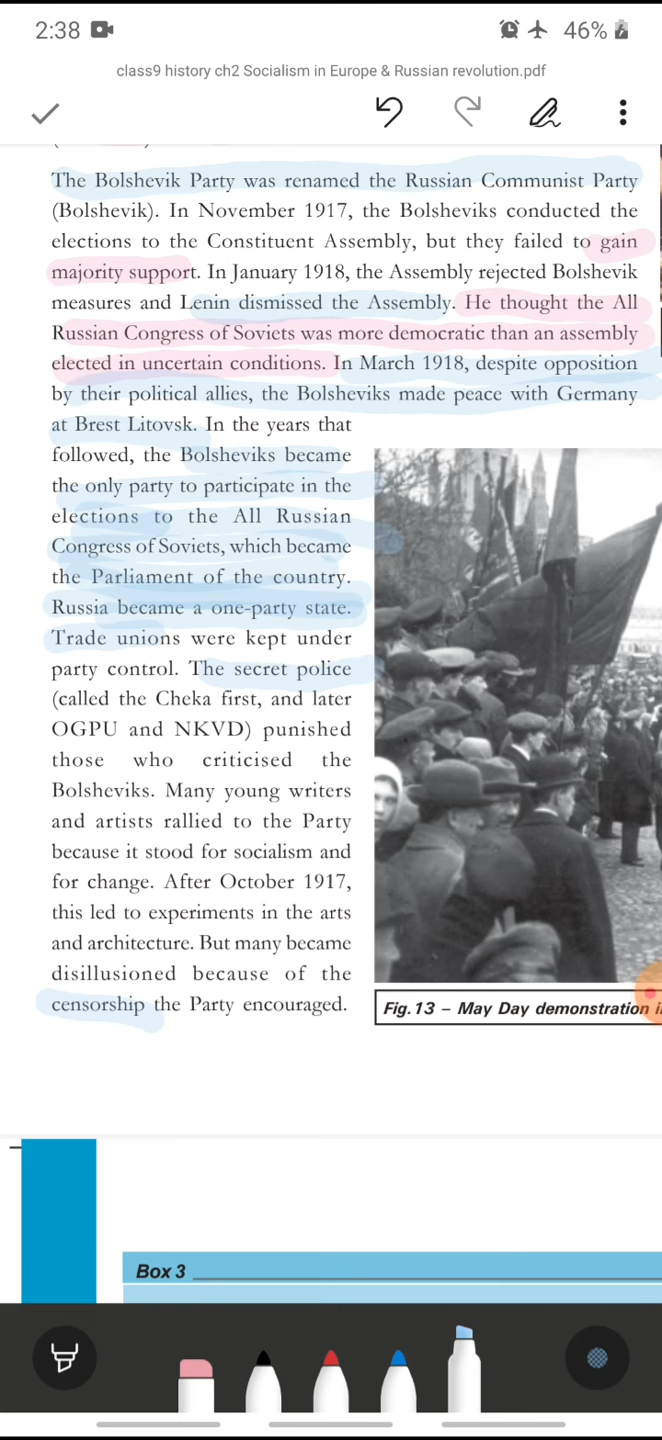 2:38
46%
class9 history ch2 Socialism in Europe & Russian revolution.pdf
The Bolshevik Party was renamed the Russian Communist Party
(Bolshevik). In November 1917, the Bolsheviks conducted the
elections to the Constituent Assembly, but they failed to gain
majority support. In January 1918, the Assembly rejected Bolshevik
measures and Lenin dismissed the Assembly. He thought the All
Russian Congress of Soviets was more democratic than an assembly
elected in uncertain conditions. In March 1918, despite opposition
by their political allies, the Bolsheviks made peace with Germany
at Brest Litovsk. In the years that
followed, the Bolsheviks became
the only party to participate in the
elections to the All Russian
Congress of Soviets, which became
the Parliament of the country.
Russia became a one-party state.
Trade unions were kept under
party control. The secret police
(called the Cheka first, and later
OGPU and NKVD) punished
those who criticised the
Bolsheviks. Many young writers
and artists rallied to the Party
because it stood for socialism and
for change. After October 1917,
this led to experiments in the arts
and architecture. But many became
disillusioned because of the
censorship the Party encouraged.
Fig.13 – May Day demonstration
Box 3